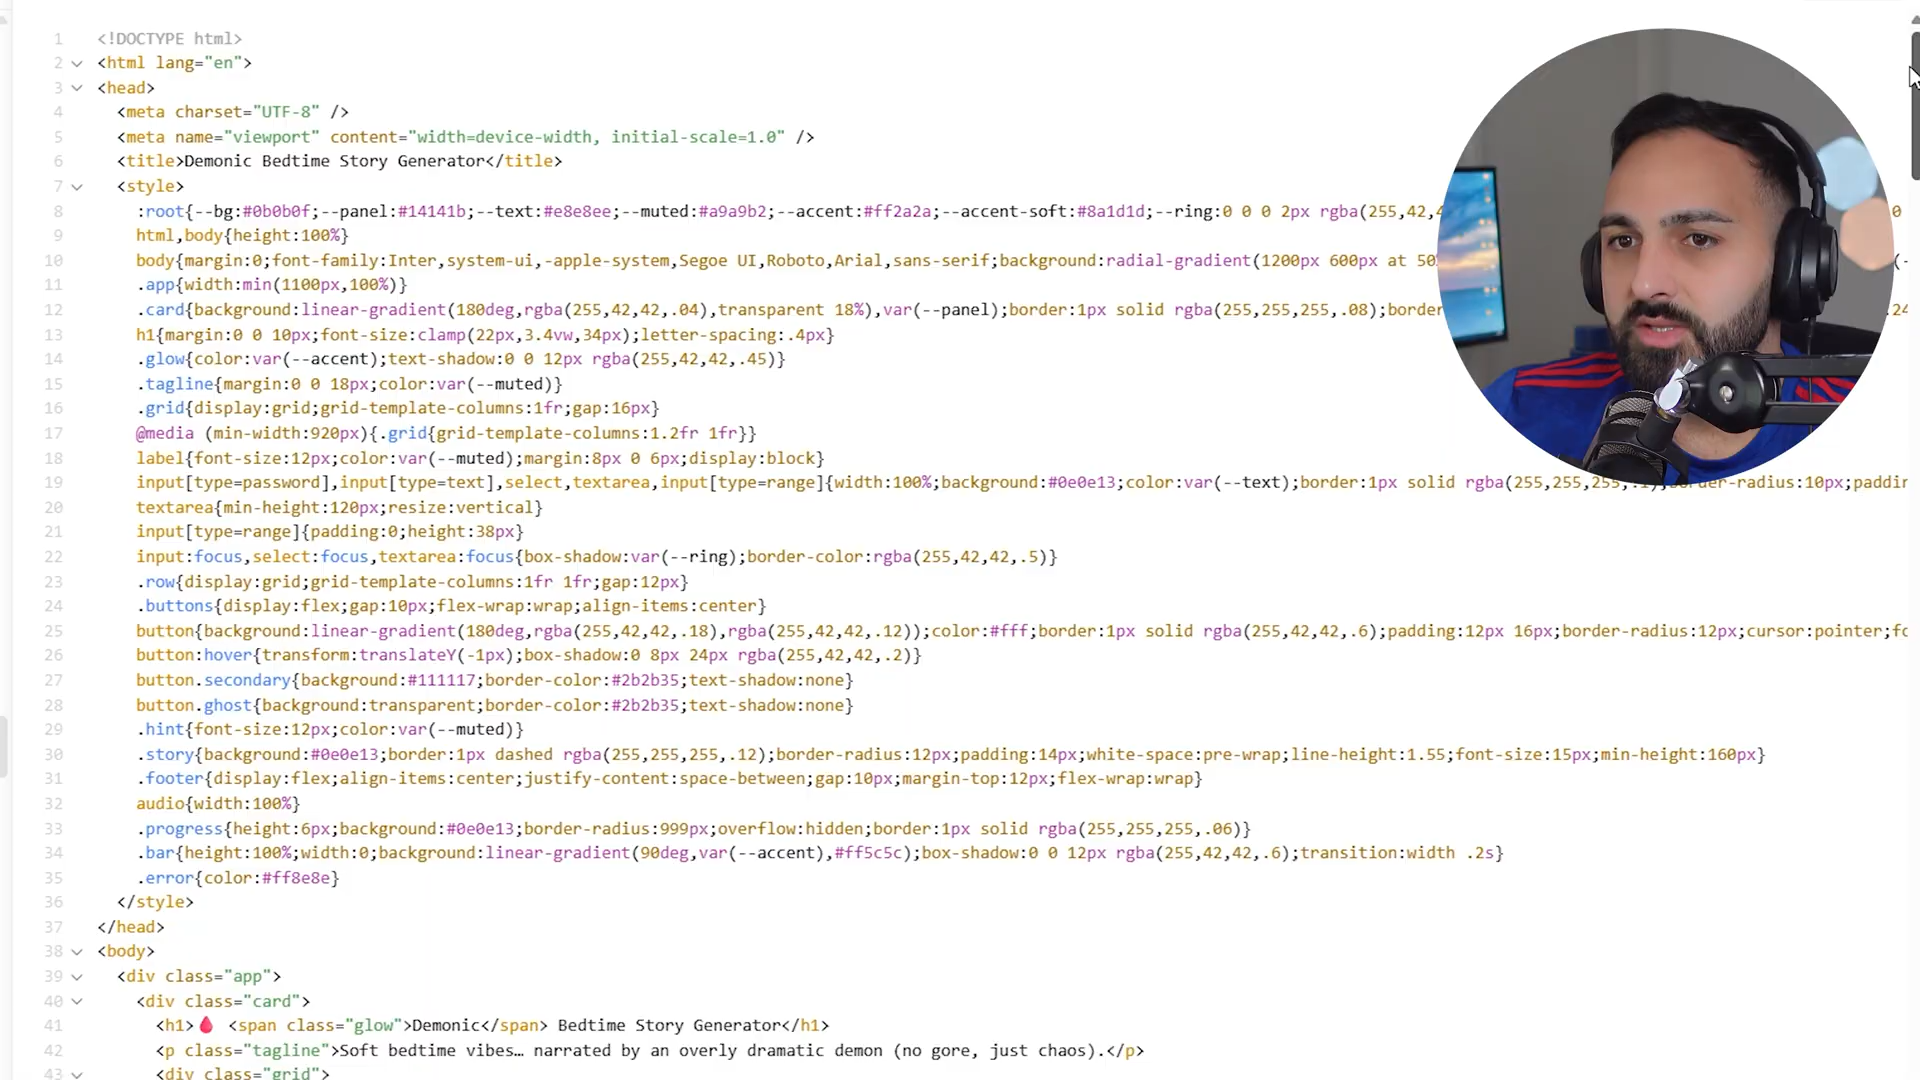 1 <!DOCTYPE html>
2 <html lang="en">
3 <head>
4 <meta charset="UTF-8" />
5 <meta name="viewport" content="width=device-width, initial-scale=1.0" />
6 <title>Demonic Bedtime Story Generator</title>
7 <style>
8 :root{--bg:#0b0b0f;--panel:#14141b;--text:#e8e8ee;--muted:#a9a9b2;--accent:#ff2a2a;--accent-soft:#8a1d1d;--ring:0 0 0 2px rgba(255,42,4
9 html,body{height:100%}
10 body{margin:0;font-family:Inter,system-ui,-apple-system,Segoe UI,Roboto,Arial,sans-serif;background:radial-gradient(1200px 600px at 50
11 .app{width:min(1100px,100%)}
12 .card{background:linear-gradient(180deg,rgba(255,42,42,.04),transparent 18%),var(--panel);border:1px solid rgba(255,255,255,.08);border
13 h1{margin:0 0 10px;font-size:clamp(22px,3.4vw,34px);letter-spacing:.4px}
14 .glow{color:var(--accent);text-shadow:0 0 12px rgba(255,42,42,.45)}
15 .tagline{margin:0 0 18px;color:var(--muted)}
16 .grid{display:grid;grid-template-columns:1fr;gap:16px}
17 @media (min-width:920px){.grid{grid-template-columns:1.2fr 1fr}}
18 label{font-size:12px;color:var(--muted);margin:8px 0 6px;display:block}
19 input[type=password],input[type=text],select,textarea,input[type=range]{width:100%;background:#0e0e13;color:var(--text);border:1px solid rgba(255,255,255,.1);border-radius:10px;paddin
20 textarea{min-height:120px;resize:vertical}
21 input[type=range]{padding:0;height:38px}
22 input:focus,select:focus,textarea:focus{box-shadow:var(--ring);border-color:rgba(255,42,42,.5)}
23 .row{display:grid;grid-template-columns:1fr 1fr;gap:12px}
24 .buttons{display:flex;gap:10px;flex-wrap:wrap;align-items:center}
25 button{background:linear-gradient(180deg,rgba(255,42,42,.18),rgba(255,42,42,.12));color:#fff;border:1px solid rgba(255,42,42,.6);padding:12px 16px;border-radius:12px;cursor:pointer;fo
26 button:hover{transform:translateY(-1px);box-shadow:0 8px 24px rgba(255,42,42,.2)}
27 button.secondary{background:#111117;border-color:#2b2b35;text-shadow:none}
28 button.ghost{background:transparent;border-color:#2b2b35;text-shadow:none}
29 .hint{font-size:12px;color:var(--muted)}
30 .story{background:#0e0e13;border:1px dashed rgba(255,255,255,.12);border-radius:12px;padding:14px;white-space:pre-wrap;line-height:1.55;font-size:15px;min-height:160px}
31 .footer{display:flex;align-items:center;justify-content:space-between;gap:10px;margin-top:12px;flex-wrap:wrap}
32 audio{width:100%}
33 .progress{height:6px;background:#0e0e13;border-radius:999px;overflow:hidden;border:1px solid rgba(255,255,255,.06)}
34 .bar{height:100%;width:0;background:linear-gradient(90deg,var(--accent),#ff5c5c);box-shadow:0 0 12px rgba(255,42,42,.6);transition:width .2s}
35 .error{color:#ff8e8e}
36 </style>
37 </head>
38 <body>
39 <div class="app">
40 <div class="card">
41 <h1>🩸 <span class="glow">Demonic</span> Bedtime Story Generator</h1>
42 <p class="tagline">Soft bedtime vibes… narrated by an overly dramatic demon (no gore, just chaos).</p>
43 <div class="grid">